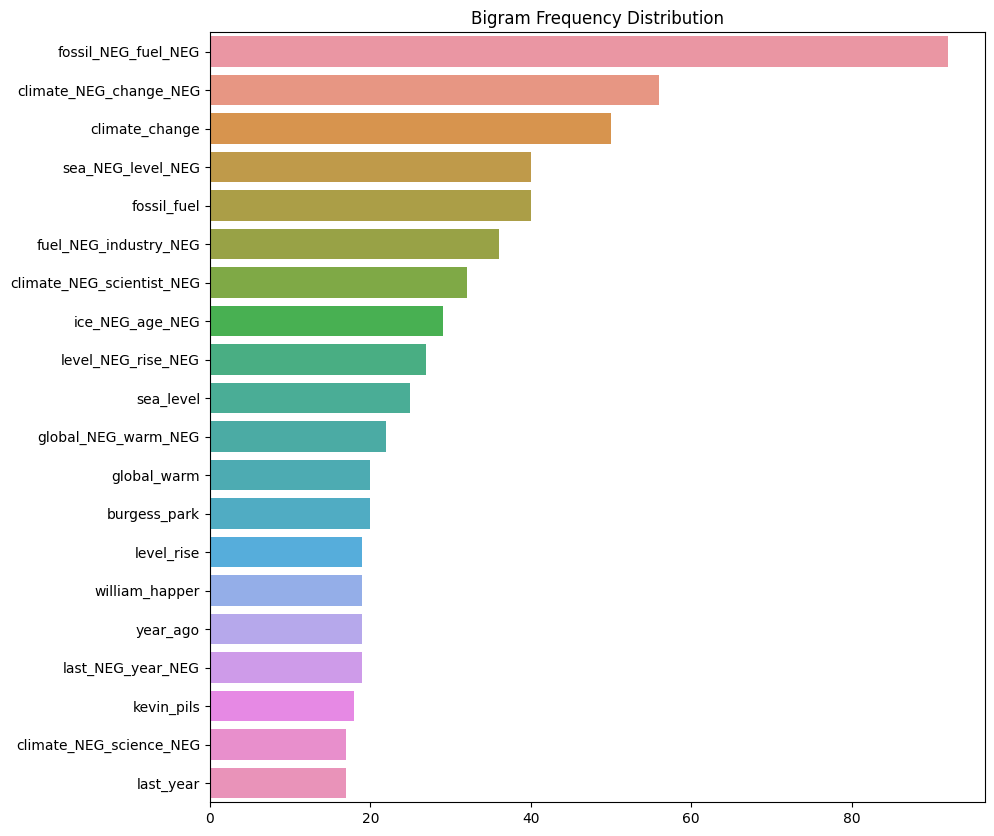 Bigram Frequency Distribution
fossil_NEG_fuel_NEG
climate_NEG_change_NEG
climate_change
sea_NEG_level_NEG
fossil_fuel
fuel_NEG_industry_NEG
climate_NEG_scientist_NEG
ice_NEG_age_NEG
level_NEG_rise_NEG
sea_level
global_NEG_warm_NEG
global_warm
burgess_park
level_rise
william_happer
year_ago
last_NEG_year_NEG
kevin_pils
climate_NEG_science_NEG
last_year
0 20 40 60 80